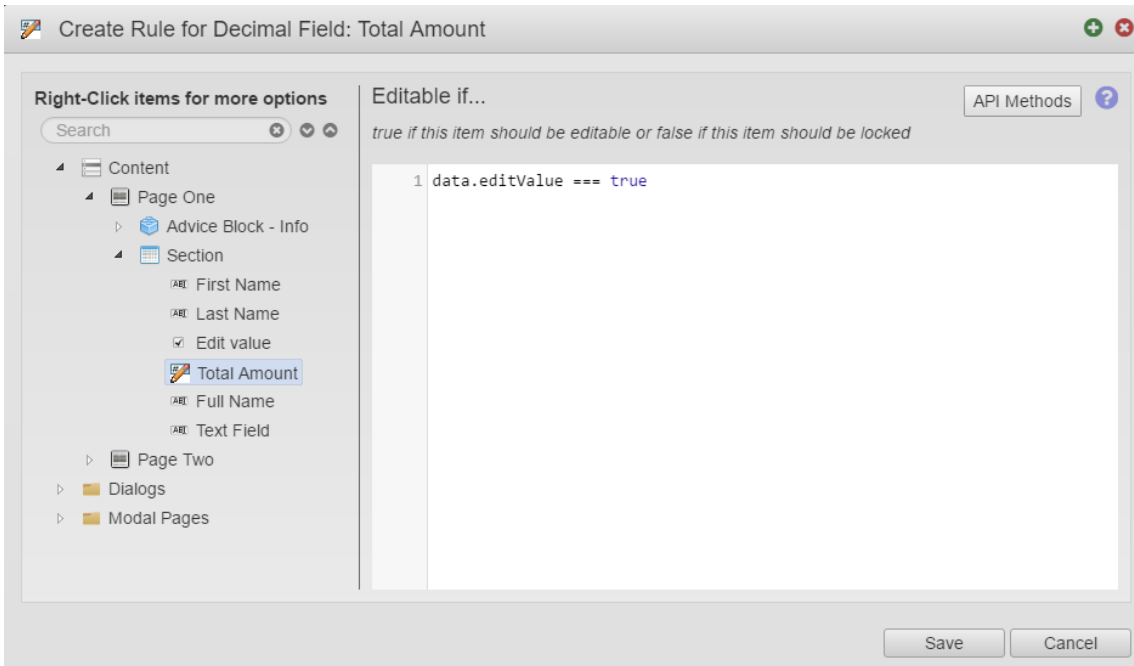 Create Rule for Decimal Field: Total Amount
Right-Click items for more options
Search
Content
Page One
Advice Block - Info
Section
First Name
Last Name
Edit value
Total Amount
Full Name
Text Field
Page Two
Dialogs
Modal Pages
Editable if...
API Methods
true if this item should be editable or false if this item should be locked
1 data.editValue === true
Save
Cancel